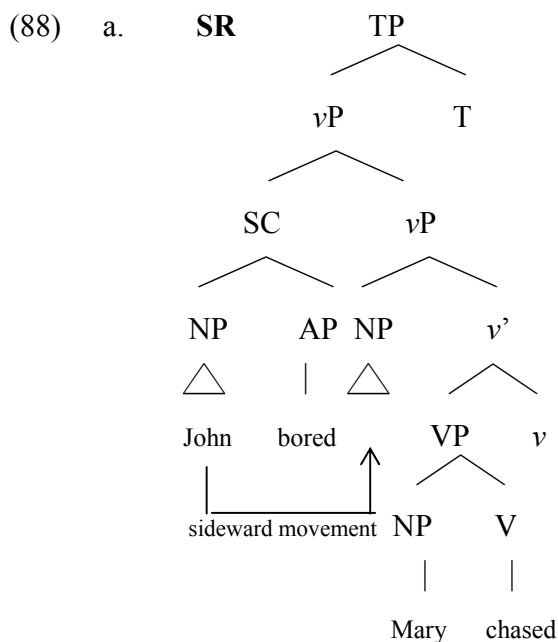 (88) a. SR TP
vP T
SC vP
NP AP NP v’
John bored VP v
sideward movement NP V
Mary chased